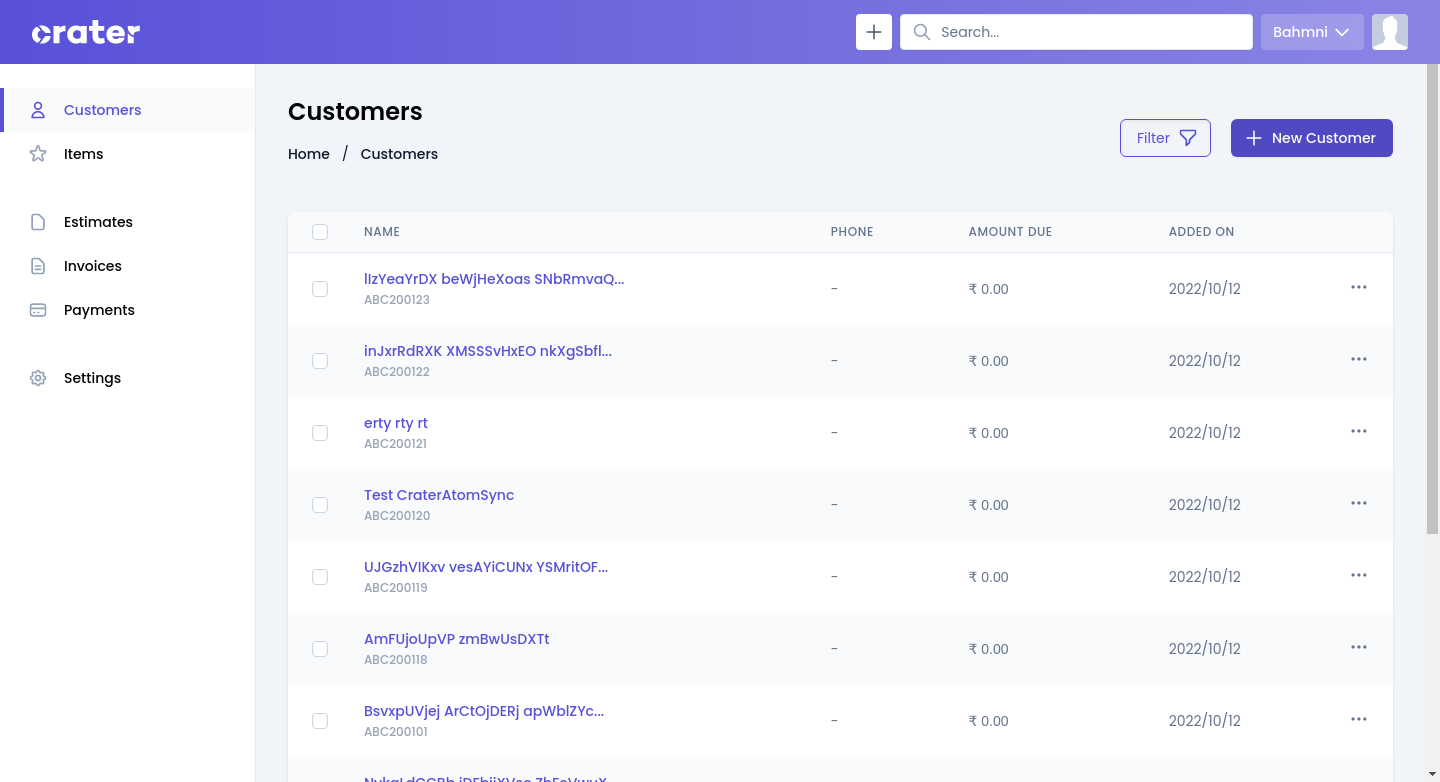 crater
Search...
Bahmni
Customers
Items
Estimates
Invoices
Payments
Settings
Customers
Home / Customers
Filter
New Customer
NAME PHONE AMOUNT DUE ADDED ON
lIzYeaYrDX beWjHeXoas SNbRmvaQ...
ABC200123
- ₹ 0.00 2022/10/12
inJxrRdRXK XMSSSvHxEO nkXgSbfl...
ABC200122
- ₹ 0.00 2022/10/12
erty rty rt
ABC200121
- ₹ 0.00 2022/10/12
Test CraterAtomSync
ABC200120
- ₹ 0.00 2022/10/12
UJGzhVIKxv vesAYiCUNx YSMritOF...
ABC200119
- ₹ 0.00 2022/10/12
AmFUjoUpVP zmBwUsDXTt
ABC200118
- ₹ 0.00 2022/10/12
BsvxpUVjej ArCtOjDERj apWblZYc...
ABC200101
- ₹ 0.00 2022/10/12